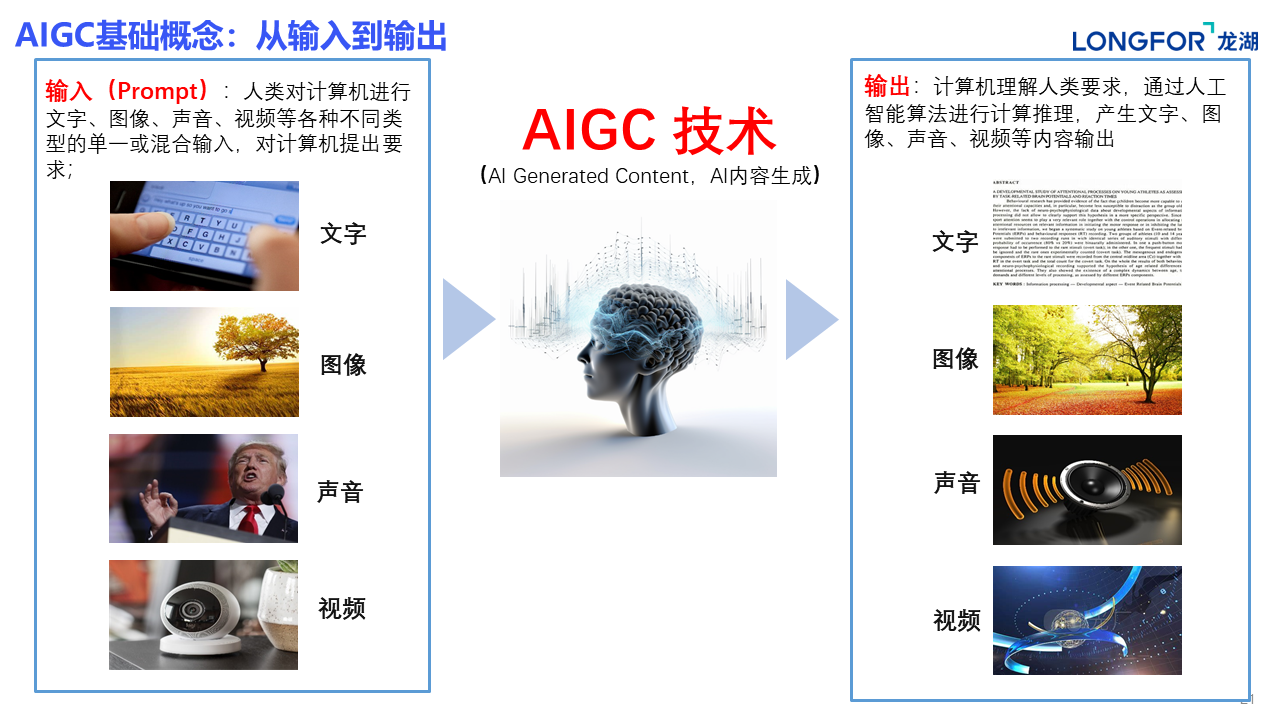 AIGC基础概念：从输入到输出
LONGFOR 龙湖
输入（Prompt）：人类对计算机进行
文字、图像、声音、视频等各种不同类
型的单一或混合输入，对计算机提出要
求；
文字
图像
声音
视频
AIGC 技术
（AI Generated Content，AI内容生成）
输出：计算机理解人类要求，通过人工
智能算法进行计算推理，产生文字、图
像、声音、视频等内容输出
文字
ABSTRACT
A DEVELOPMENTAL STUDY OF ATTENTIONAL PROCESSES IN YOUNG ATHLETES AS ASSESS
BY TASK-RELATED BRAIN POTENTIALS AND REACTION TIMES
KEY WORDS : Information processing — Developmental aspect — Event Related Brain Potentials
图像
声音
视频